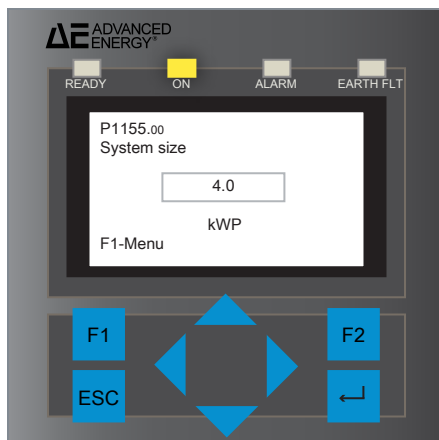 ADVANCED
ENERGY®
READY ON ALARM EARTH FLT
P1155.00
System size
4.0
kWP
F1-Menu
F1 F2
ESC